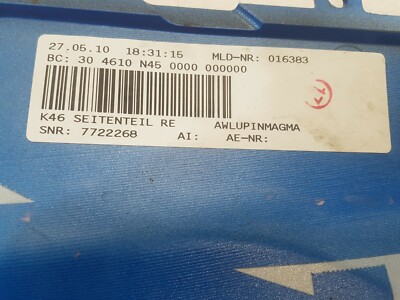 27.05.10 18:31:15 MLD-NR: 016383
BC: 30 4610 N45 0000 000000
K46 SEITENTEIL RE AWLUPINMAGMA
SNR: 7722268 AI: AE-NR: